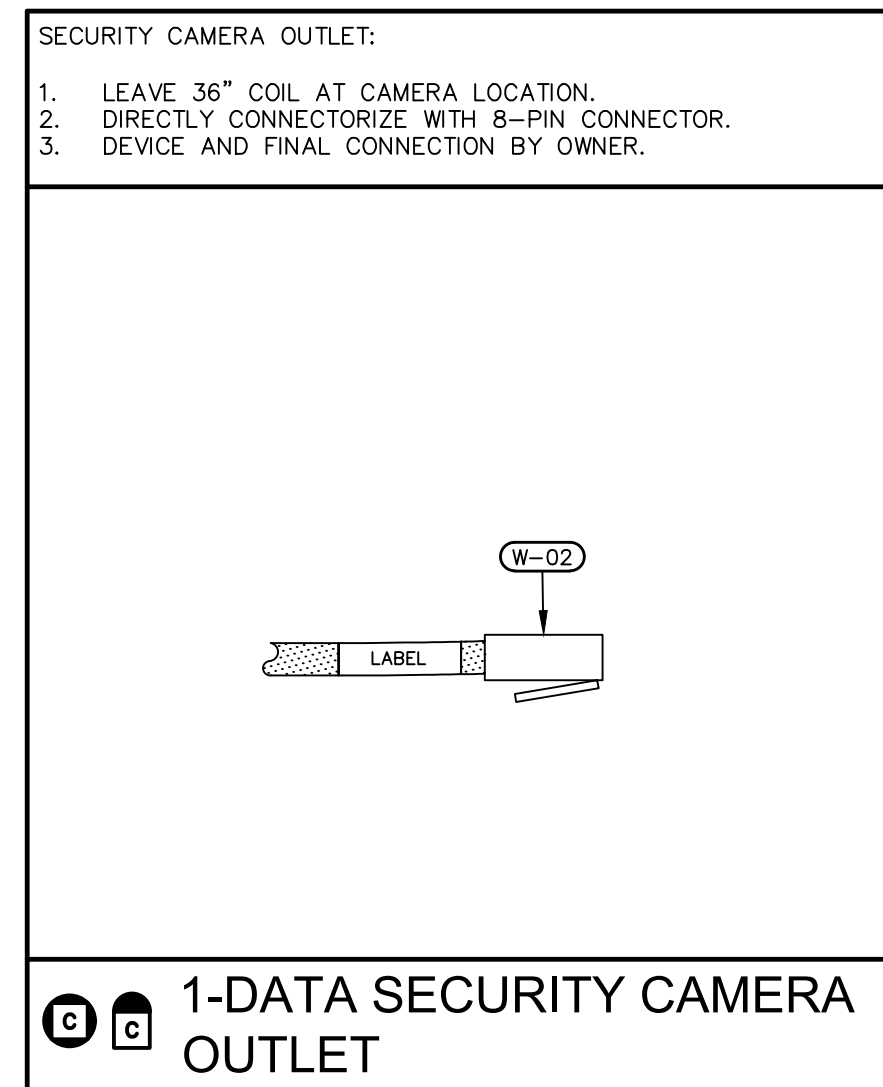 SECURITY CAMERA OUTLET:
1. LEAVE 36” COIL AT CAMERA LOCATION.
2. DIRECTLY CONNECTORIZE WITH 8–PIN CONNECTOR.
3. DEVICE AND FINAL CONNECTION BY OWNER.
W–02
LABEL
C
C
1-DATA SECURITY CAMERA
OUTLET